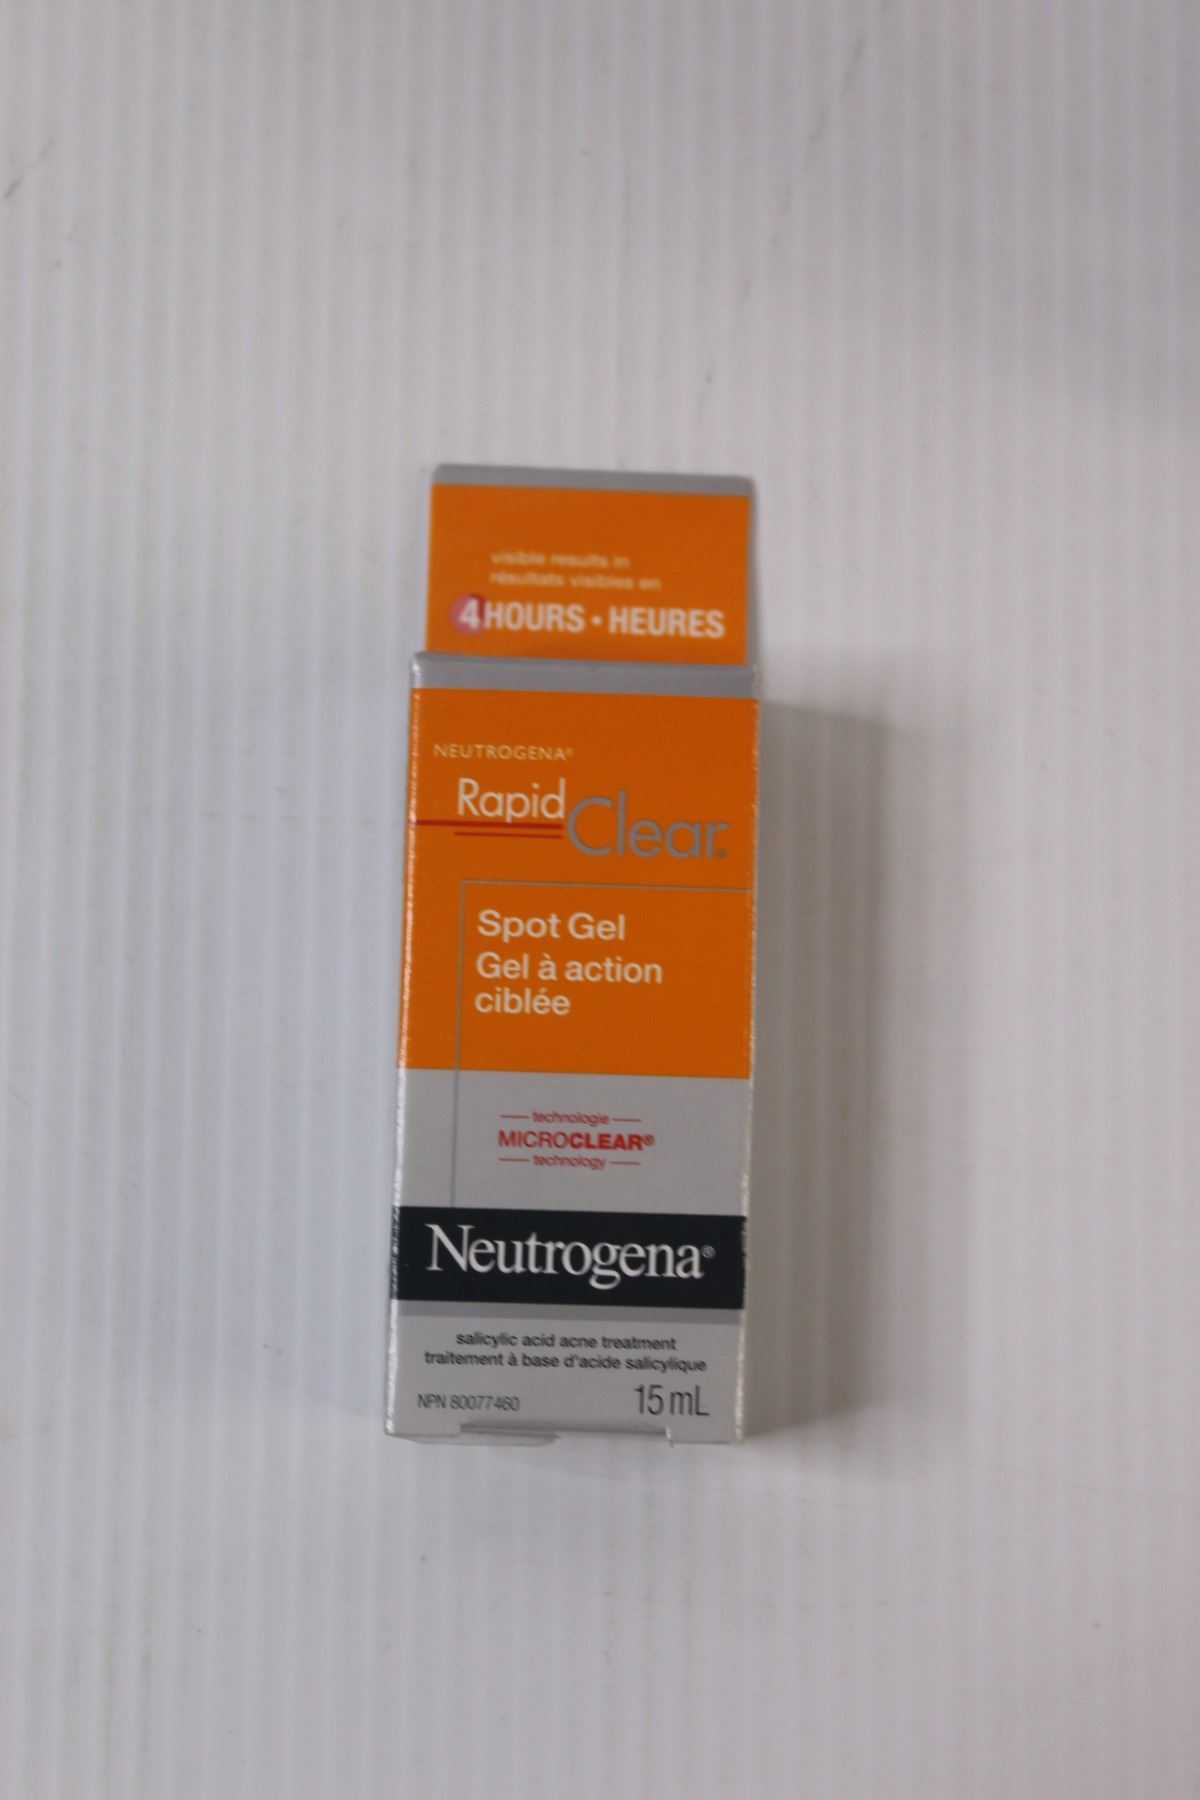 visible results in
résultats visibles en
4 HOURS • HEURES
NEUTROGENA®
Rapid Clear®
Spot Gel
Gel à action
ciblée
technologie
MICROCLEAR®
technology
Neutrogena®
salicylic acid acne treatment
traitement à base d'acide salicylique
NPN 80077460 15 mL